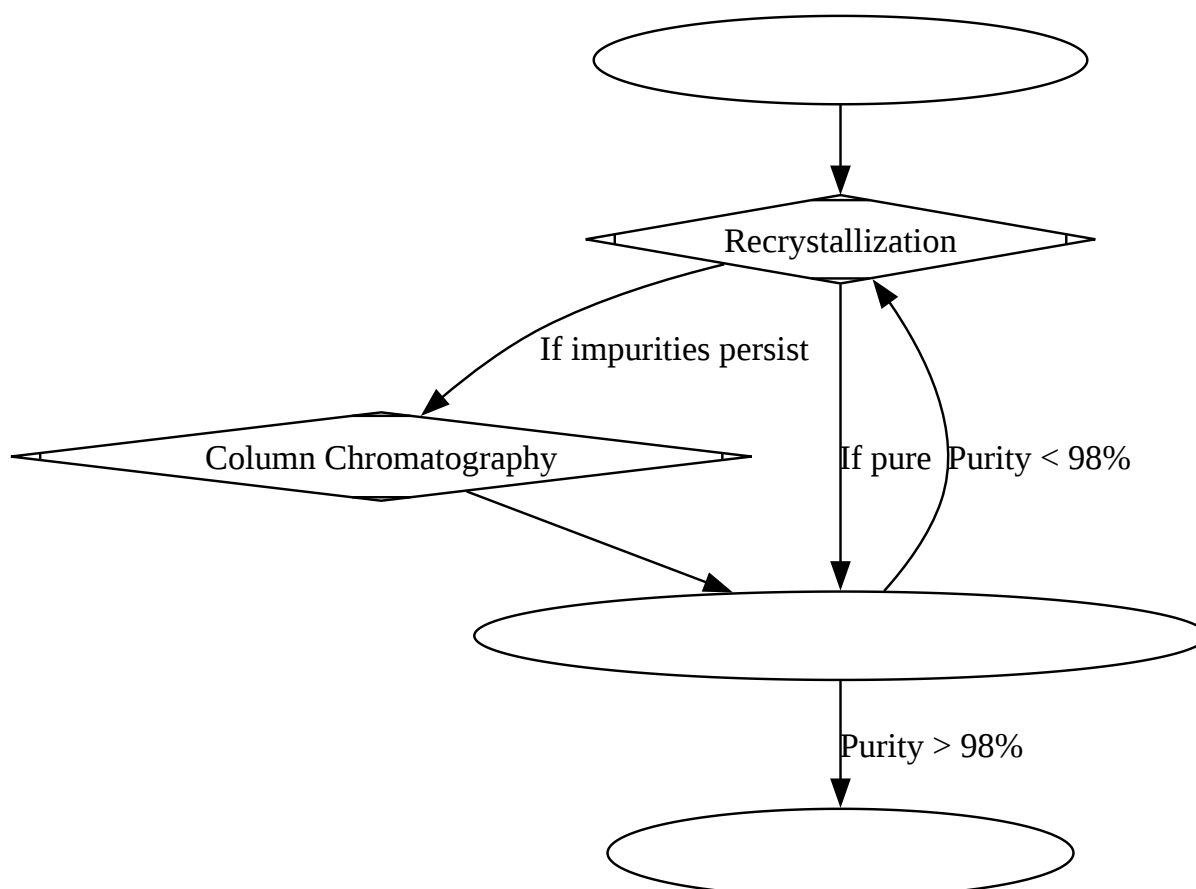 Recrystallization
If impurities persist
Column Chromatography
If pure
Purity < 98%
Purity > 98%